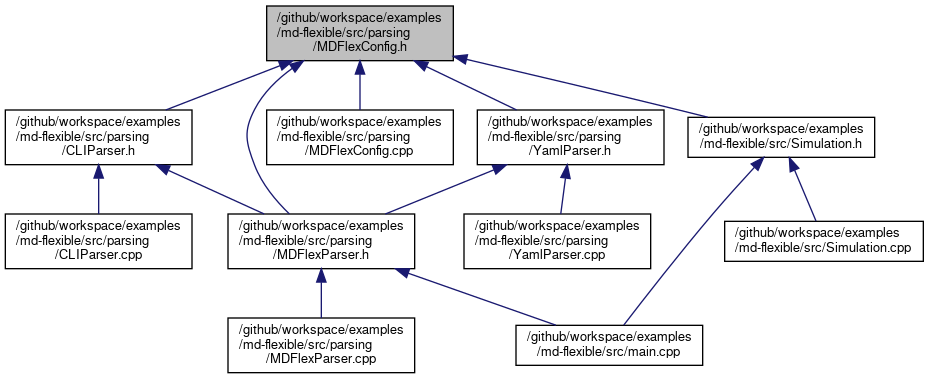 /github/workspace/examples
/md-flexible/src/parsing
/MDFlexConfig.h
/github/workspace/examples
/md-flexible/src/parsing
/CLIParser.h
/github/workspace/examples
/md-flexible/src/parsing
/MDFlexConfig.cpp
/github/workspace/examples
/md-flexible/src/parsing
/YamlParser.h
/github/workspace/examples
/md-flexible/src/Simulation.h
/github/workspace/examples
/md-flexible/src/parsing
/CLIParser.cpp
/github/workspace/examples
/md-flexible/src/parsing
/MDFlexParser.h
/github/workspace/examples
/md-flexible/src/parsing
/YamlParser.cpp
/github/workspace/examples
/md-flexible/src/Simulation.cpp
/github/workspace/examples
/md-flexible/src/parsing
/MDFlexParser.cpp
/github/workspace/examples
/md-flexible/src/main.cpp